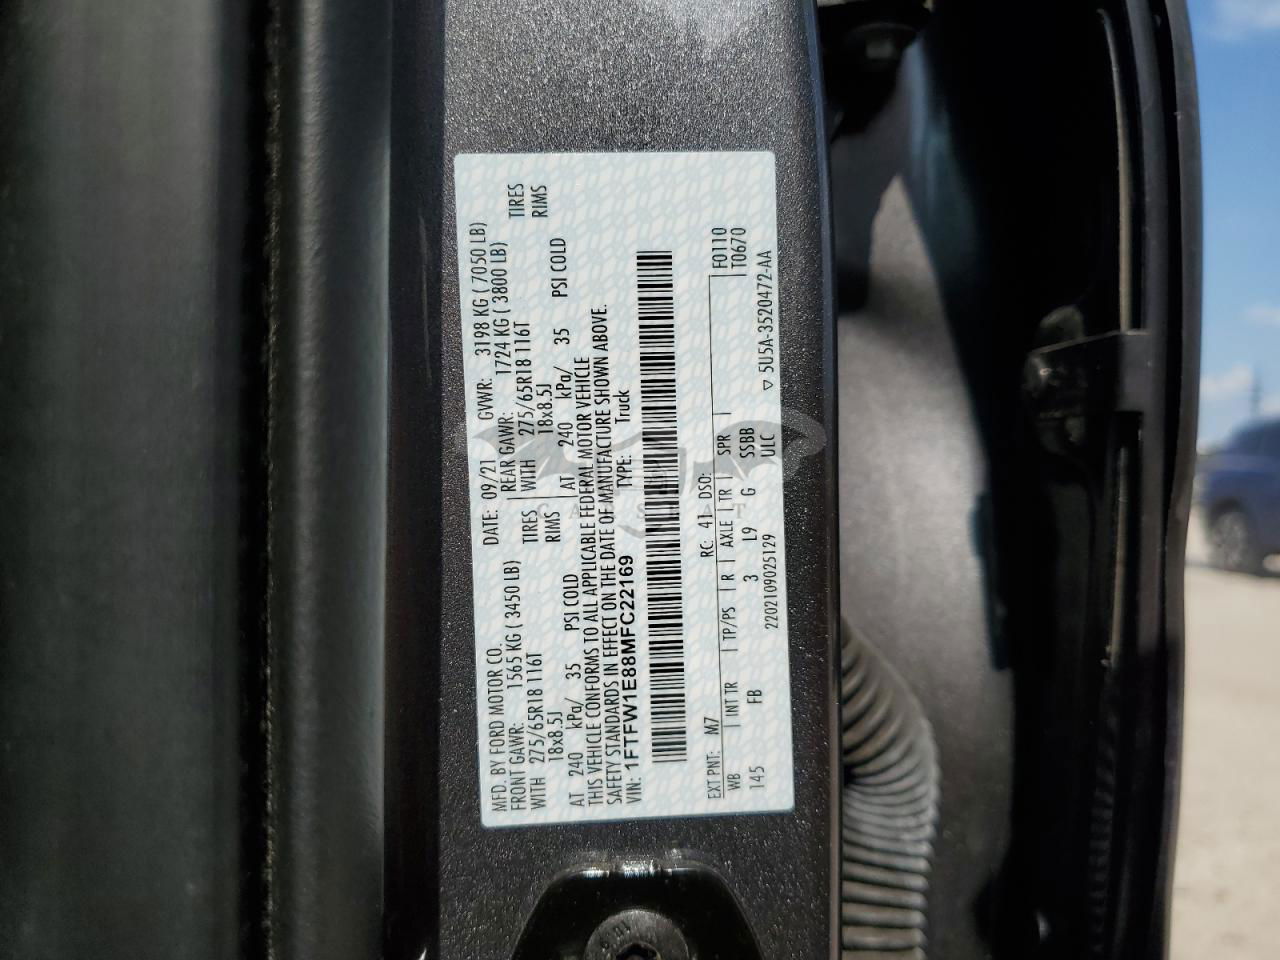 MFD. BY FORD MOTOR CO.
DATE: 09/21 GVWR: 3198 KG ( 7050 LB)
FRONT GAWR: 1565 KG ( 3450 LB)
REAR GAWR: 1724 KG ( 3800 LB)
WITH 275/65R18 116T TIRES
WITH 275/65R18 116T TIRES
18x8.5J RIMS
18x8.5J RIMS
AT 240 kPa/ 35 PSI COLD
AT 240 kPa/ 35 PSI COLD
THIS VEHICLE CONFORMS TO ALL APPLICABLE FEDERAL MOTOR VEHICLE
SAFETY STANDARDS IN EFFECT ON THE DATE OF MANUFACTURE SHOWN ABOVE.
VIN: 1FTFW1E88MFC22169 TYPE: Truck
EXT PNT: M7 RC: 41 DSO: F0110
WB INT TR TP/PS R AXLE TR SPR T0670
145 FB 3 L9 G SSBB
220210902512​9 ULC ▽ 5U5A-3520472-AA